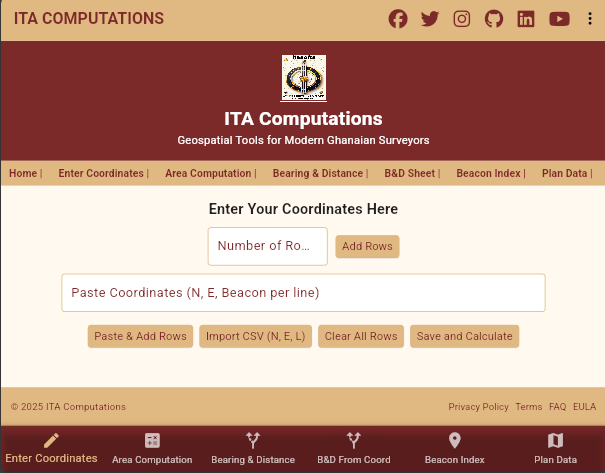 ITA COMPUTATIONS
ITA Computations
Geospatial Tools for Modern Ghanaian Surveyors
Home | Enter Coordinates | Area Computation | Bearing & Distance | B&D Sheet | Beacon Index | Plan Data |
Enter Your Coordinates Here
Number of Ro... Add Rows
Paste Coordinates (N, E, Beacon per line)
Paste & Add Rows Import CSV (N, E, L) Clear All Rows Save and Calculate
© 2025 ITA Computations Privacy Policy Terms FAQ EULA
Enter Coordinates Area Computation Bearing & Distance B&D From Coord Beacon Index Plan Data